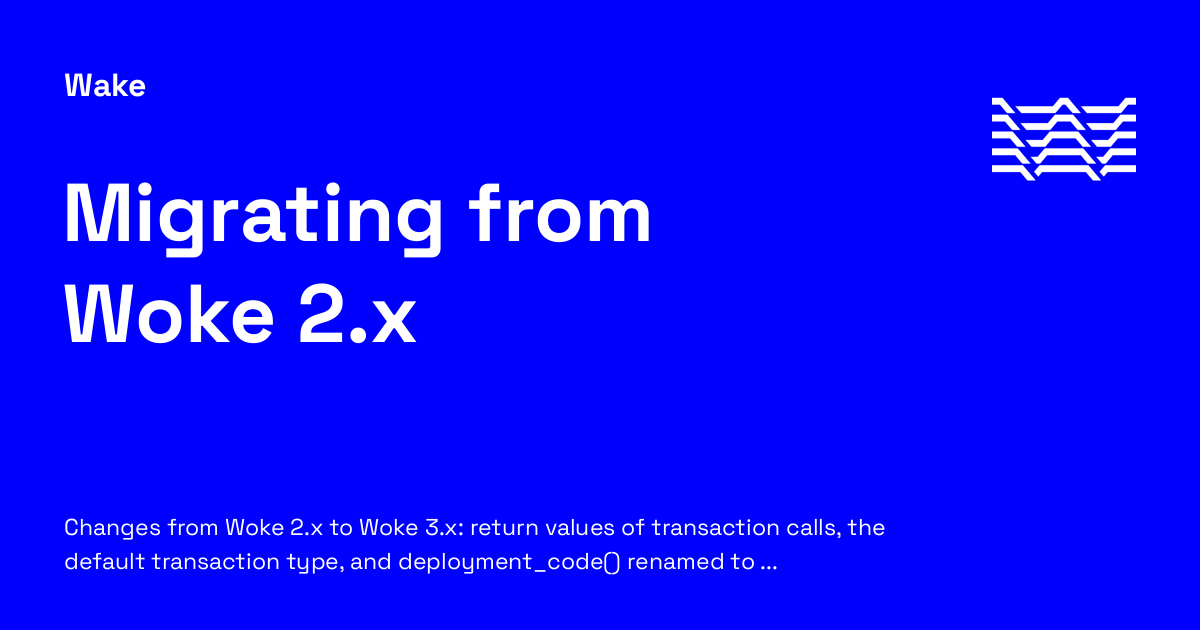 Wake
Migrating from
Woke 2.x
Changes from Woke 2.x to Woke 3.x: return values of transaction calls, the
default transaction type, and deployment_code() renamed to ...